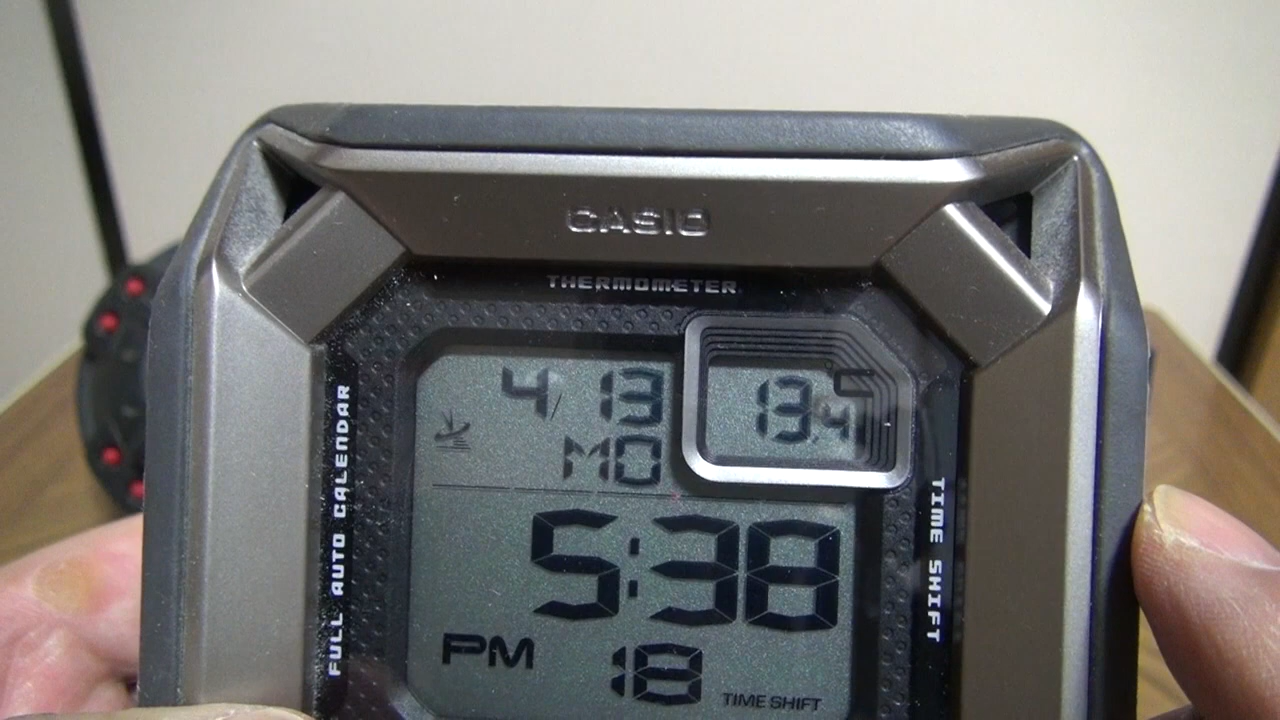 CASIO
THERMOMETER
4/ 13
13.4 °C
MO
5:38
PM 18
TIME SHIFT
FULL AUTO CALENDAR
TIME SHIFT